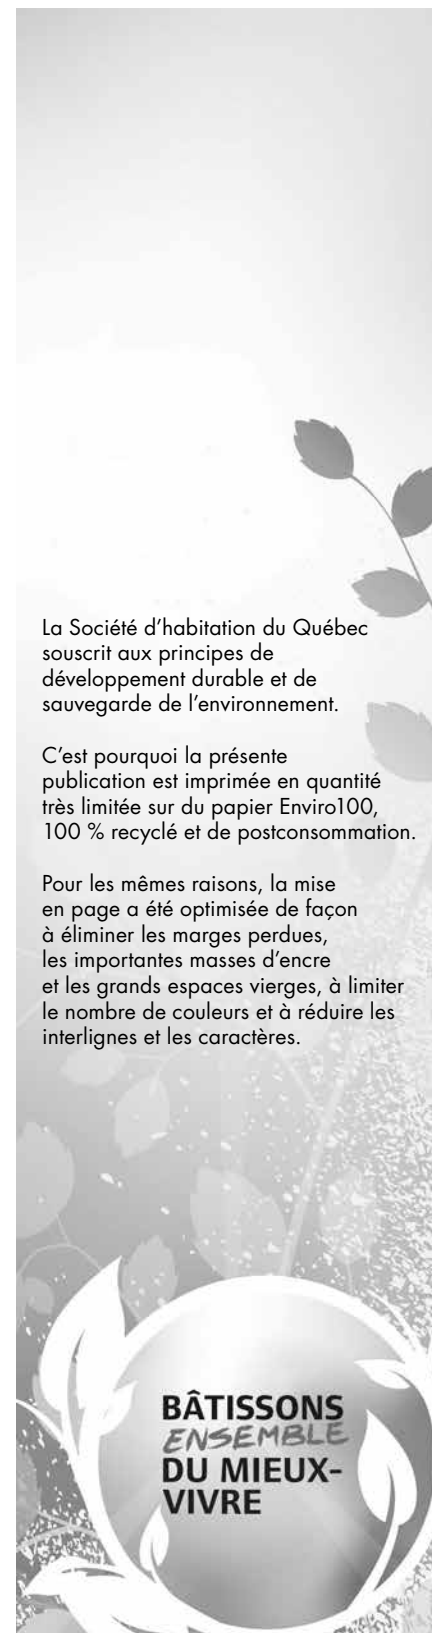 La Société d'habitation du Québec
souscrit aux principes de
développement durable et de
sauvegarde de l'environnement.
C'est pourquoi la présente
publication est imprimée en quantité
très limitée sur du papier Enviro100,
100 % recyclé et de postconsommation.
Pour les mêmes raisons, la mise
en page a été optimisée de façon
à éliminer les marges perdues,
les importantes masses d'encre
et les grands espaces vierges, à limiter
le nombre de couleurs et à réduire les
interlignes et les caractères.
BÂTISSONS
ENSEMBLE
DU MIEUX-
VIVRE